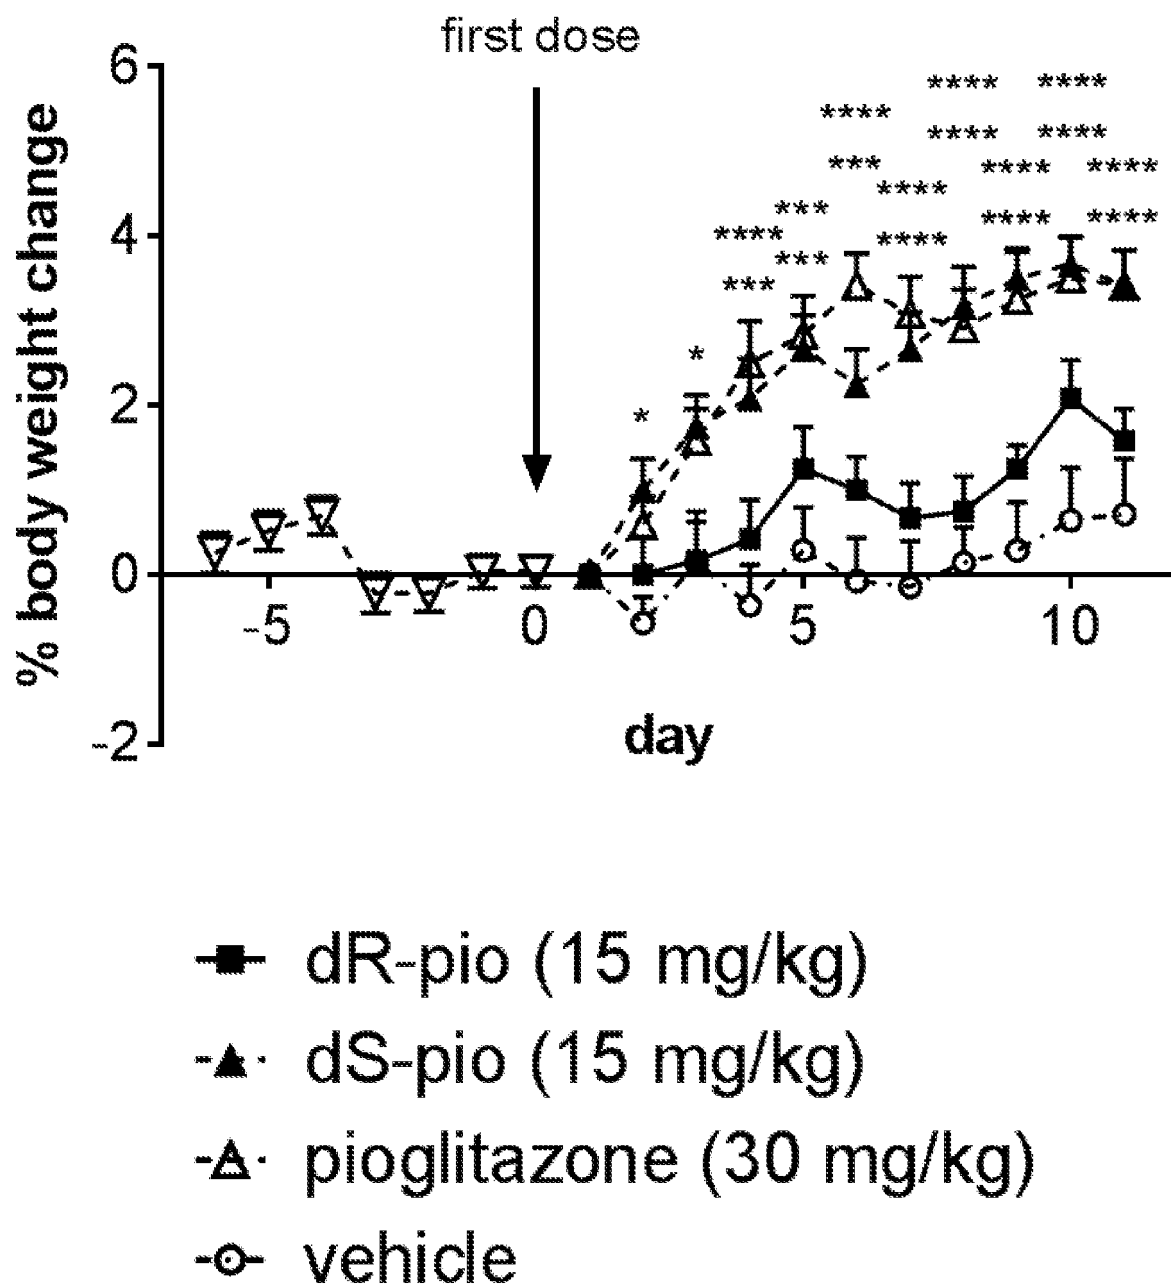 first dose
6
4
2
0
-2
% body weight change
**** ****
****
**** ****
*** **** ****
*** **** ****
**** *** **** **** ****
***
*
*
-5 0 5 10
day
dR-pio (15 mg/kg)
dS-pio (15 mg/kg)
pioglitazone (30 mg/kg)
vehicle